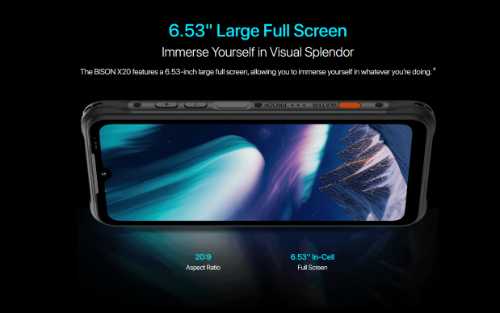 6.53" Large Full Screen
Immerse Yourself in Visual Splendor
The BISON X20 features a 6.53-inch large full screen, allowing you to immerse yourself in whatever you're doing.*
20:9
6.53" In-Cell
Aspect Ratio
Full Screen